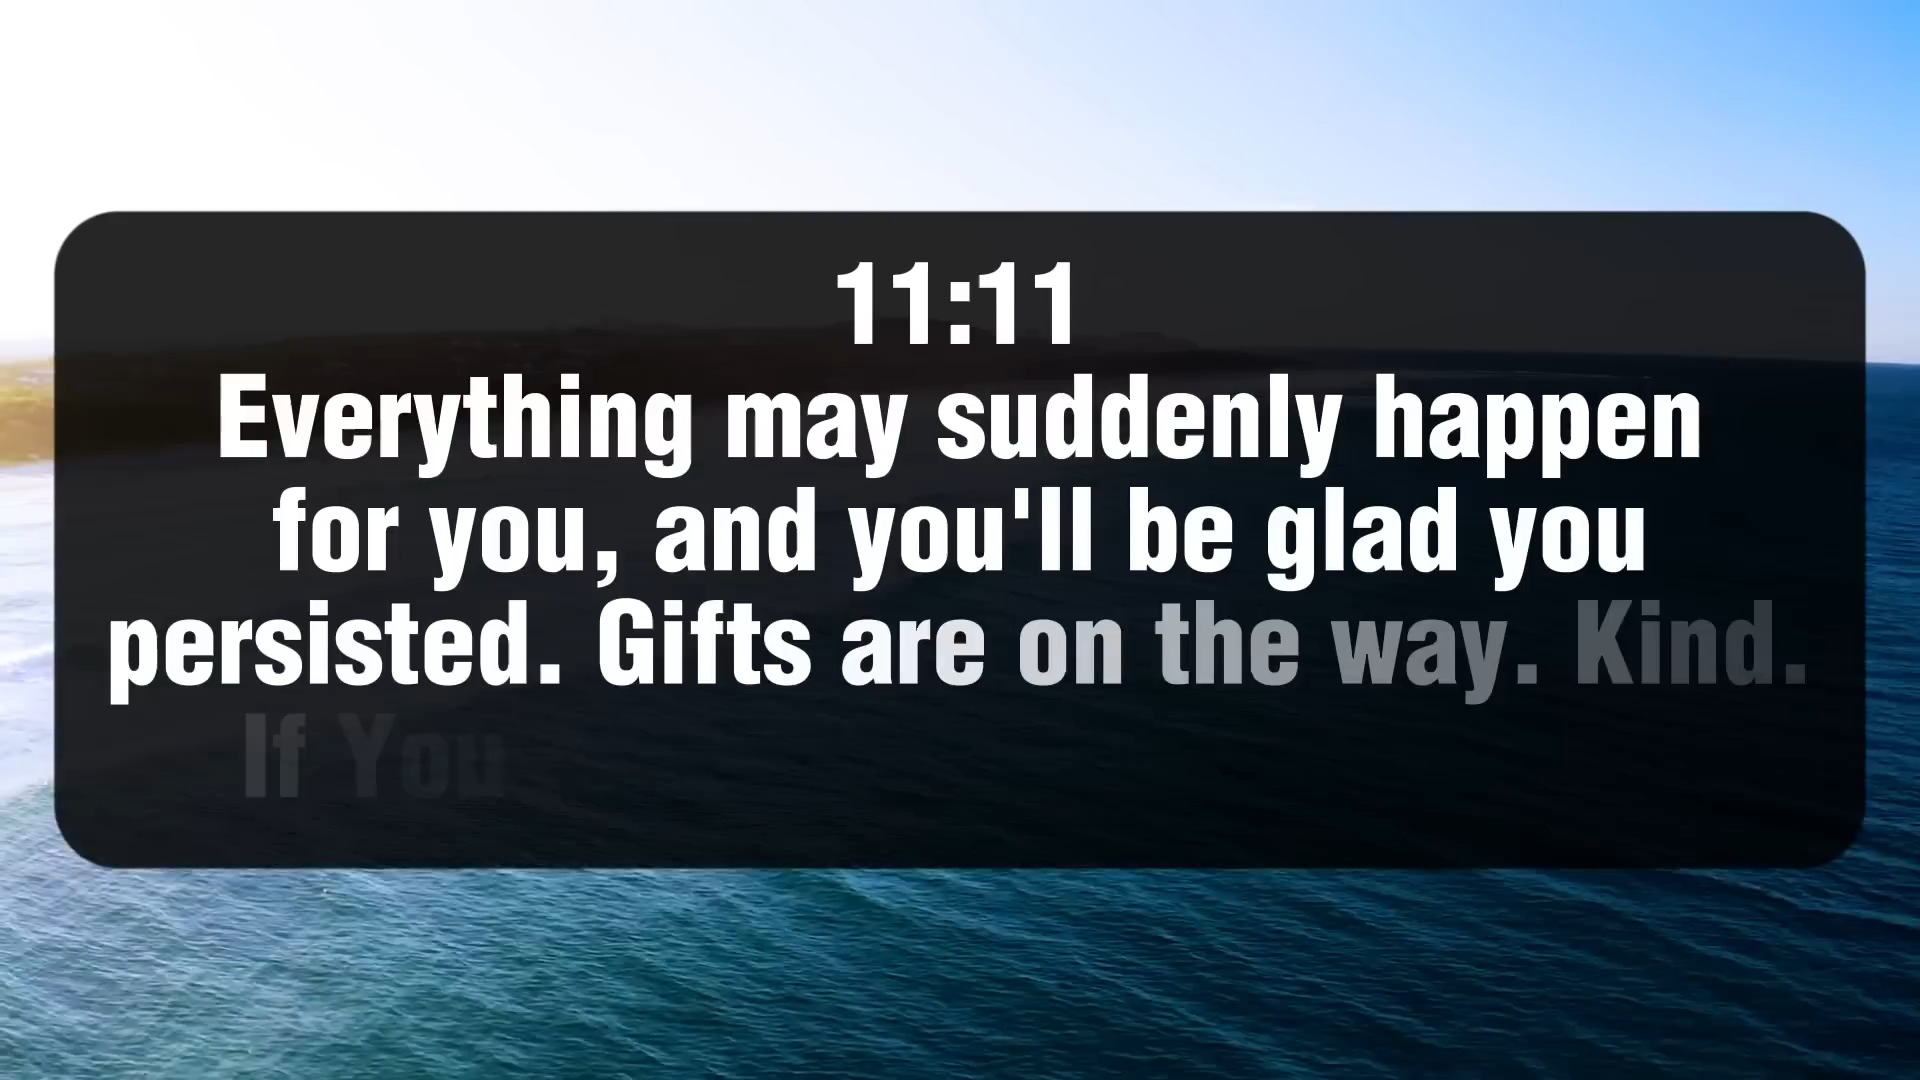 11:11
Everything may suddenly happen
for you, and you'll be glad you
persisted. Gifts are on the way. Kind.
If You